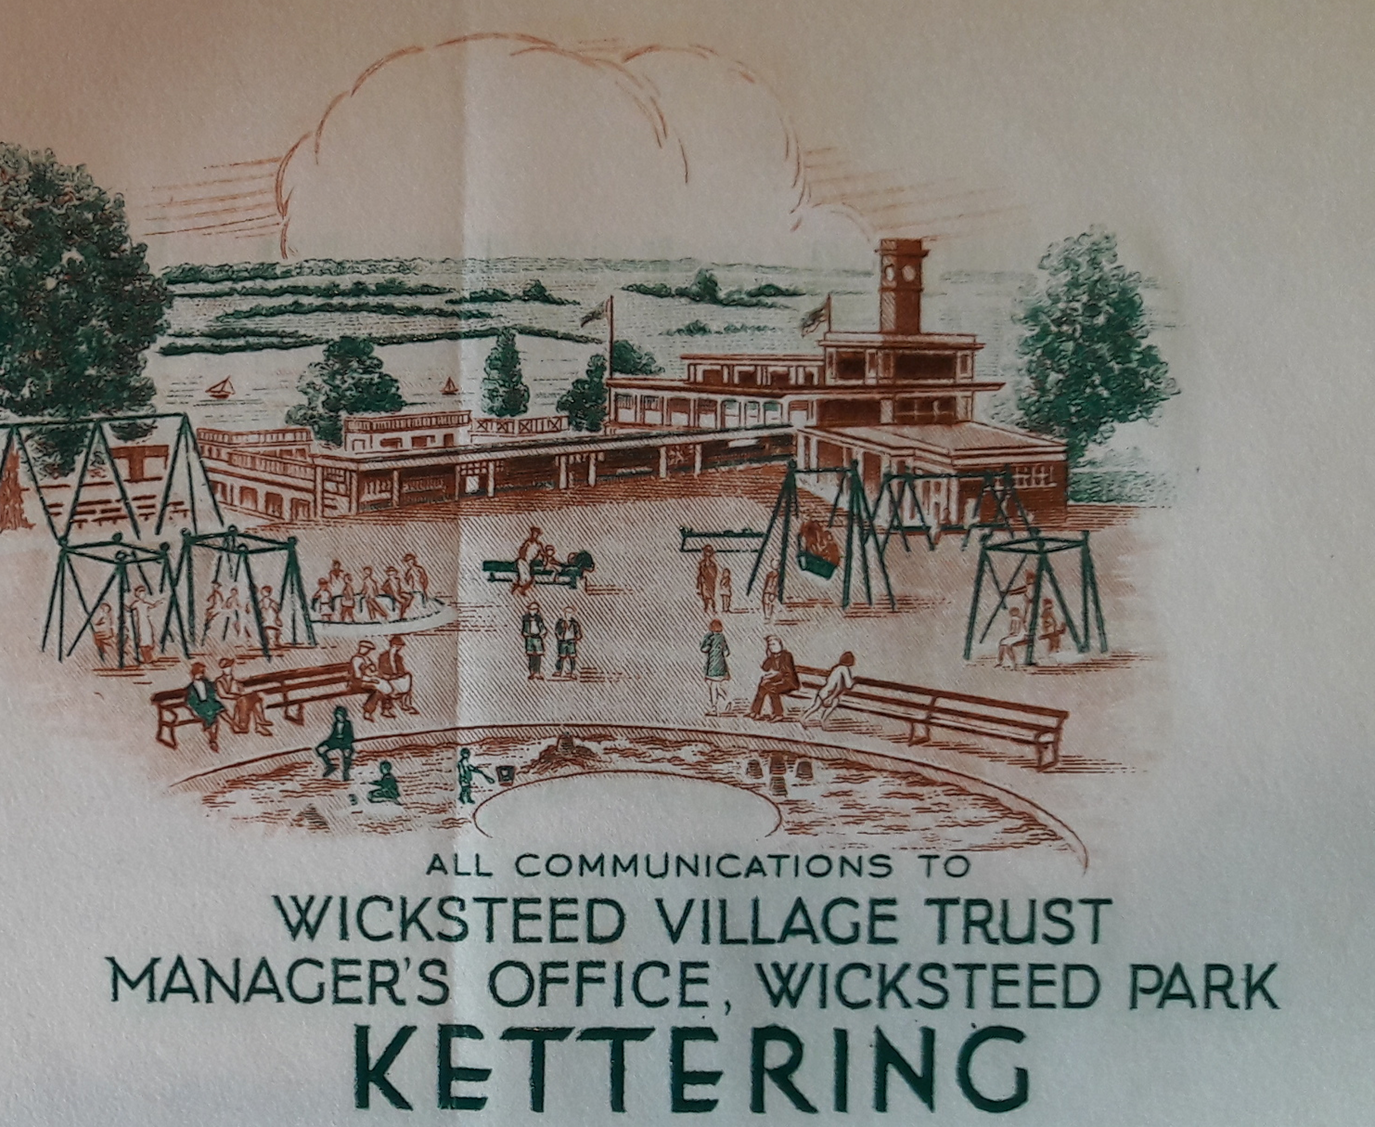 ALL COMMUNICATIONS TO
WICKSTEED VILLAGE TRUST
MANAGER'S OFFICE, WICKSTEED PARK
KETTERING